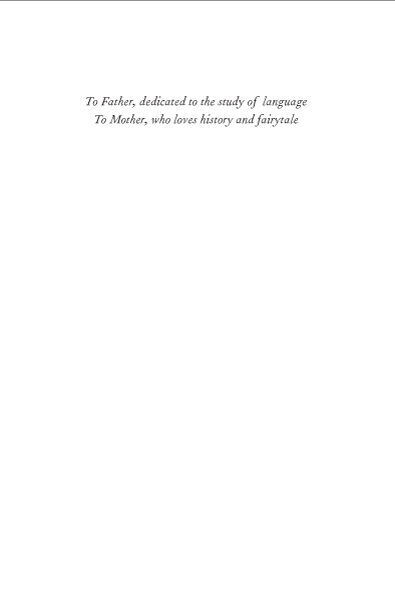 To Father, dedicated to the study of language
To Mother, who loves history and fairytale